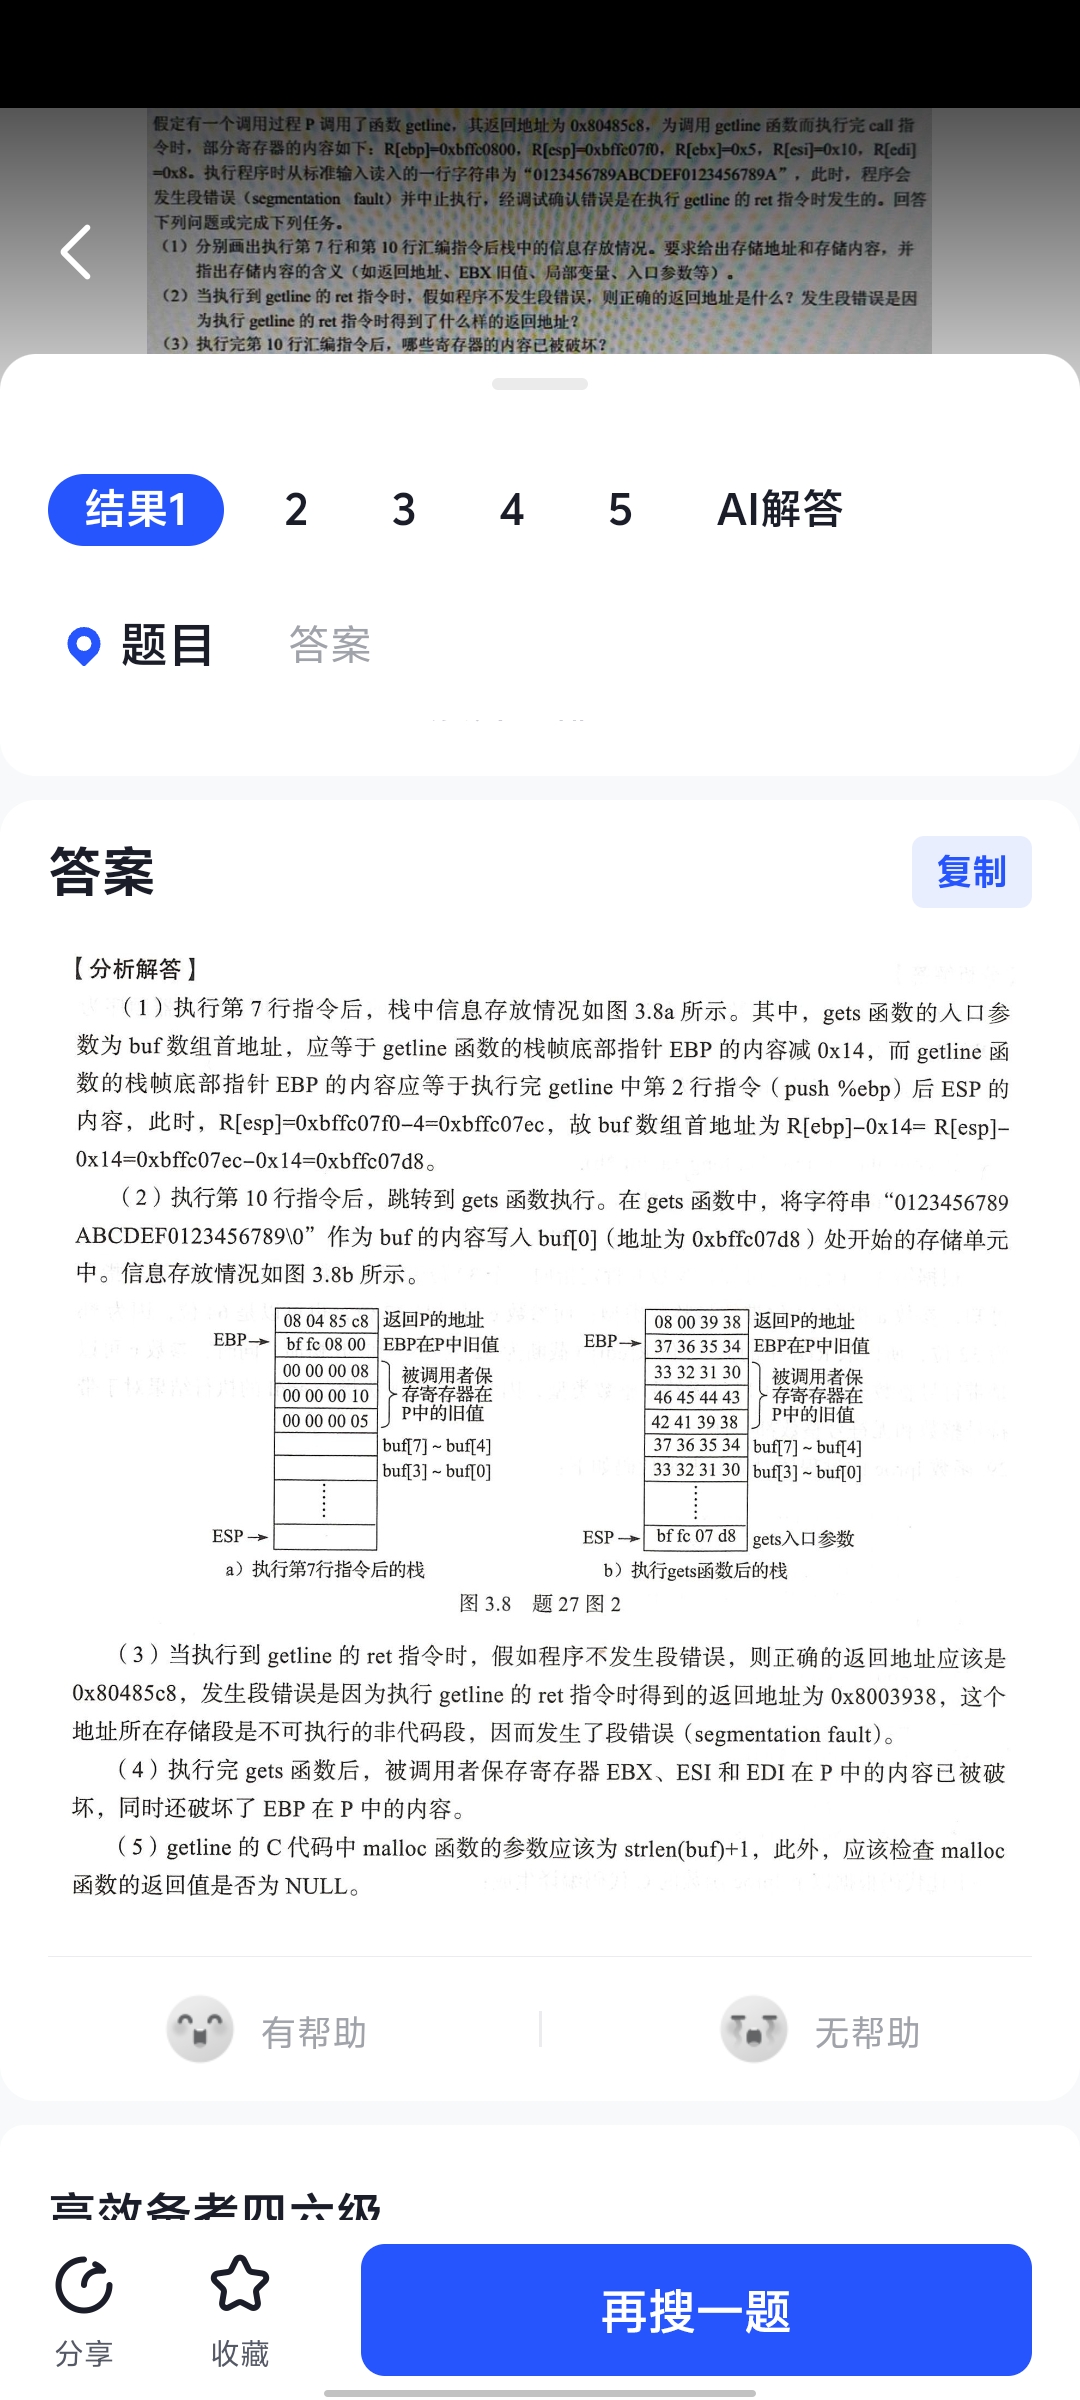 假定有一个调用过程 P 调用了函数 getline，其返回地址为 0x80485c8，为调用 getline 函数而执行完 call 指
令时，部分寄存器的内容如下：R[ebp]=0xbffc0800，R[esp]=0xbffc07f0，R[ebx]=0x5，R[esi]=0x10，R[edi]
=0x8。执行程序时从标准输入读入的一行字符串为“0123456789ABCDEF0123456789A”，此时，程序会
发生段错误（segmentation fault）并中止执行，经调试确认错误是在执行 getline 的 ret 指令时发生的。回答
下列问题或完成下列任务。
（1）分别画出执行第 7 行和第 10 行汇编指令后栈中的信息存放情况。要求给出存储地址和存储内容，并
指出存储内容的含义（如返回地址、EBX 旧值、局部变量、入口参数等）。
（2）当执行到 getline 的 ret 指令时，假如程序不发生段错误，则正确的返回地址是什么？发生段错误是因
为执行 getline 的 ret 指令时得到了什么样的返回地址？
（3）执行完第 10 行汇编指令后，哪些寄存器的内容已被破坏？
结果1 2 3 4 5 AI解答
题目 答案
答案 复制
【分析解答】
（1）执行第 7 行指令后，栈中信息存放情况如图 3.8a 所示。其中，gets 函数的入口参
数为 buf 数组首地址，应等于 getline 函数的栈帧底部指针 EBP 的内容减 0x14，而 getline 函
数的栈帧底部指针 EBP 的内容应等于执行完 getline 中第 2 行指令（push %ebp）后 ESP 的
内容，此时，R[esp]=0xbffc07f0–4=0xbffc07ec，故 buf 数组首地址为 R[ebp]–0x14= R[esp]–
0x14=0xbffc07ec–0x14=0xbffc07d8。
（2）执行第 10 行指令后，跳转到 gets 函数执行。在 gets 函数中，将字符串“0123456789
ABCDEF0123456789\0”作为 buf 的内容写入 buf[0]（地址为 0xbffc07d8）处开始的存储单元
中。信息存放情况如图 3.8b 所示。
08 04 85 c8 返回P的地址
EBP→ bf fc 08 00 EBP在P中旧值
00 00 00 08 被调用者保
00 00 00 10 存寄存器在
00 00 00 05 P中的旧值
buf[7] ~ buf[4]
buf[3] ~ buf[0]
ESP→
a）执行第7行指令后的栈
08 00 39 38 返回P的地址
EBP→ 37 36 35 34 EBP在P中旧值
33 32 31 30 被调用者保
46 45 44 43 存寄存器在
42 41 39 38 P中的旧值
37 36 35 34 buf[7] ~ buf[4]
33 32 31 30 buf[3] ~ buf[0]
ESP→ bf fc 07 d8 gets入口参数
b）执行gets函数后的栈
图 3.8 题 27 图 2
（3）当执行到 getline 的 ret 指令时，假如程序不发生段错误，则正确的返回地址应该是
0x80485c8，发生段错误是因为执行 getline 的 ret 指令时得到的返回地址为 0x8003938，这个
地址所在存储段是不可执行的非代码段，因而发生了段错误（segmentation fault）。
（4）执行完 gets 函数后，被调用者保存寄存器 EBX、ESI 和 EDI 在 P 中的内容已被破
坏，同时还破坏了 EBP 在 P 中的内容。
（5）getline 的 C 代码中 malloc 函数的参数应该为 strlen(buf)+1，此外，应该检查 malloc
函数的返回值是否为 NULL。
有帮助 无帮助
高效备考四六级
分享 收藏 再搜一题